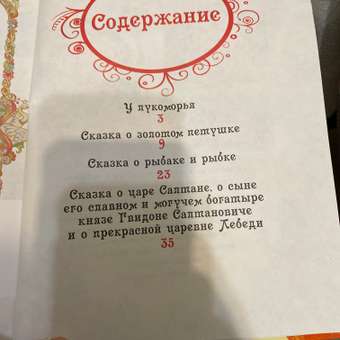 Содержание
У лукоморья
3
Сказка о золотом петушке
9
Сказка о рыбаке и рыбке
23
Сказка о царе Салтане, о сыне
его славном и могучем богатыре
князе Гвидоне Салтановиче
и о прекрасной царевне Лебеди
35